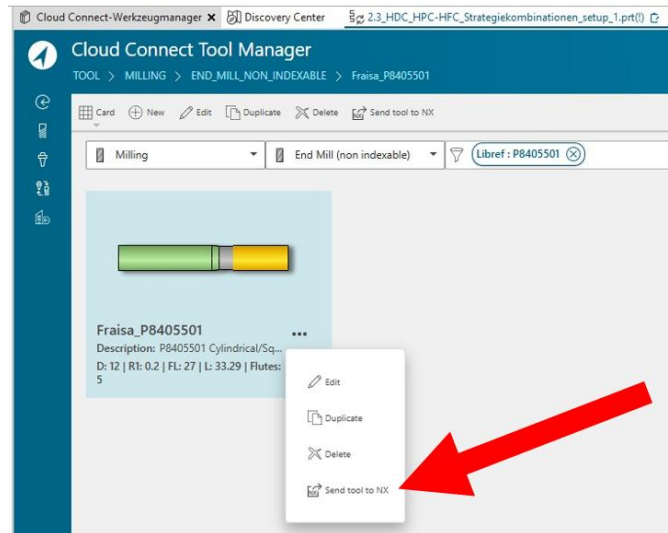 Cloud Connect-Werkzeugmanager
Discovery Center
2.3_HDC_HPC-HFC_Strategiekombinationen_setup_1.prt(!)
Cloud Connect Tool Manager
TOOL > MILLING > END_MILL_NON_INDEXABLE > Fraisa_P8405501
Card
New
Edit
Duplicate
Delete
Send tool to NX
Milling
End Mill (non indexable)
Libref : P8405501
Fraisa_P8405501
Description: P8405501 Cylindrical/Sq...
D: 12 | R1: 0.2 | FL: 27 | L: 33.29 | Flutes:
5
Edit
Duplicate
Delete
Send tool to NX